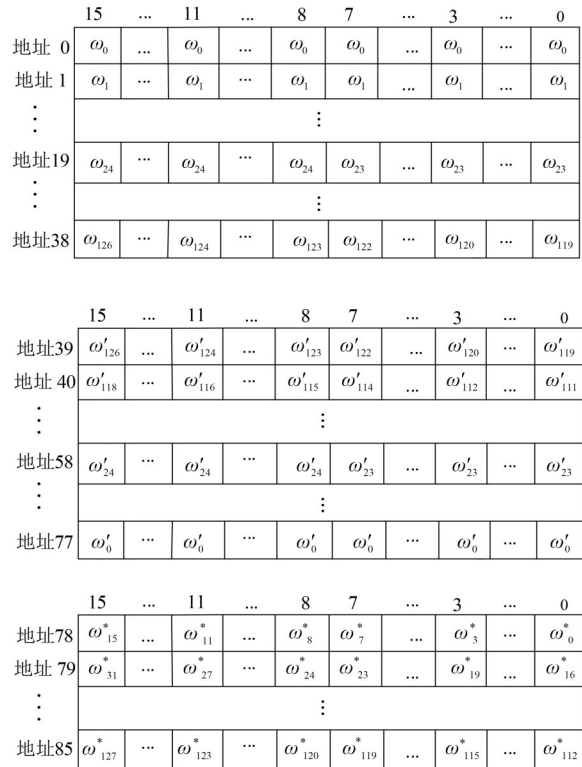 15 ... 11 ... 8 7 ... 3 ... 0
地址 0 ω₀ ... ω₀ ... ω₀ ω₀ ... ω₀ ... ω₀
地址 1 ω₁ ... ω₁ ... ω₁ ω₁ ... ω₁ ... ω₁
⋮ ⋮
地址19 ω₂₄ ... ω₂₄ ... ω₂₄ ω₂₃ ... ω₂₃ ... ω₂₃
⋮ ⋮
地址38 ω₁₂₆ ... ω₁₂₄ ... ω₁₂₃ ω₁₂₂ ... ω₁₂₀ ... ω₁₁₉
15 ... 11 ... 8 7 ... 3 ... 0
地址39 ω′₁₂₆ ... ω′₁₂₄ ... ω′₁₂₃ ω′₁₂₂ ... ω′₁₂₀ ... ω′₁₁₉
地址 40 ω′₁₁₈ ... ω′₁₁₆ ... ω′₁₁₅ ω′₁₁₄ ... ω′₁₁₂ ... ω′₁₁₁
⋮ ⋮
地址58 ω′₂₄ ... ω′₂₄ ... ω′₂₄ ω′₂₃ ... ω′₂₃ ... ω′₂₃
⋮ ⋮
地址77 ω′₀ ... ω′₀ ... ω′₀ ω′₀ ... ω′₀ ... ω′₀
15 ... 11 ... 8 7 ... 3 ... 0
地址78 ω*₁₅ ... ω*₁₁ ... ω*₈ ω*₇ ... ω*₃ ... ω*₀
地址 79 ω*₃₁ ... ω*₂₇ ... ω*₂₄ ω*₂₃ ... ω*₁₉ ... ω*₁₆
⋮ ⋮
地址85 ω*₁₂₇ ... ω*₁₂₃ ... ω*₁₂₀ ω*₁₁₉ ... ω*₁₁₅ ... ω*₁₁₂